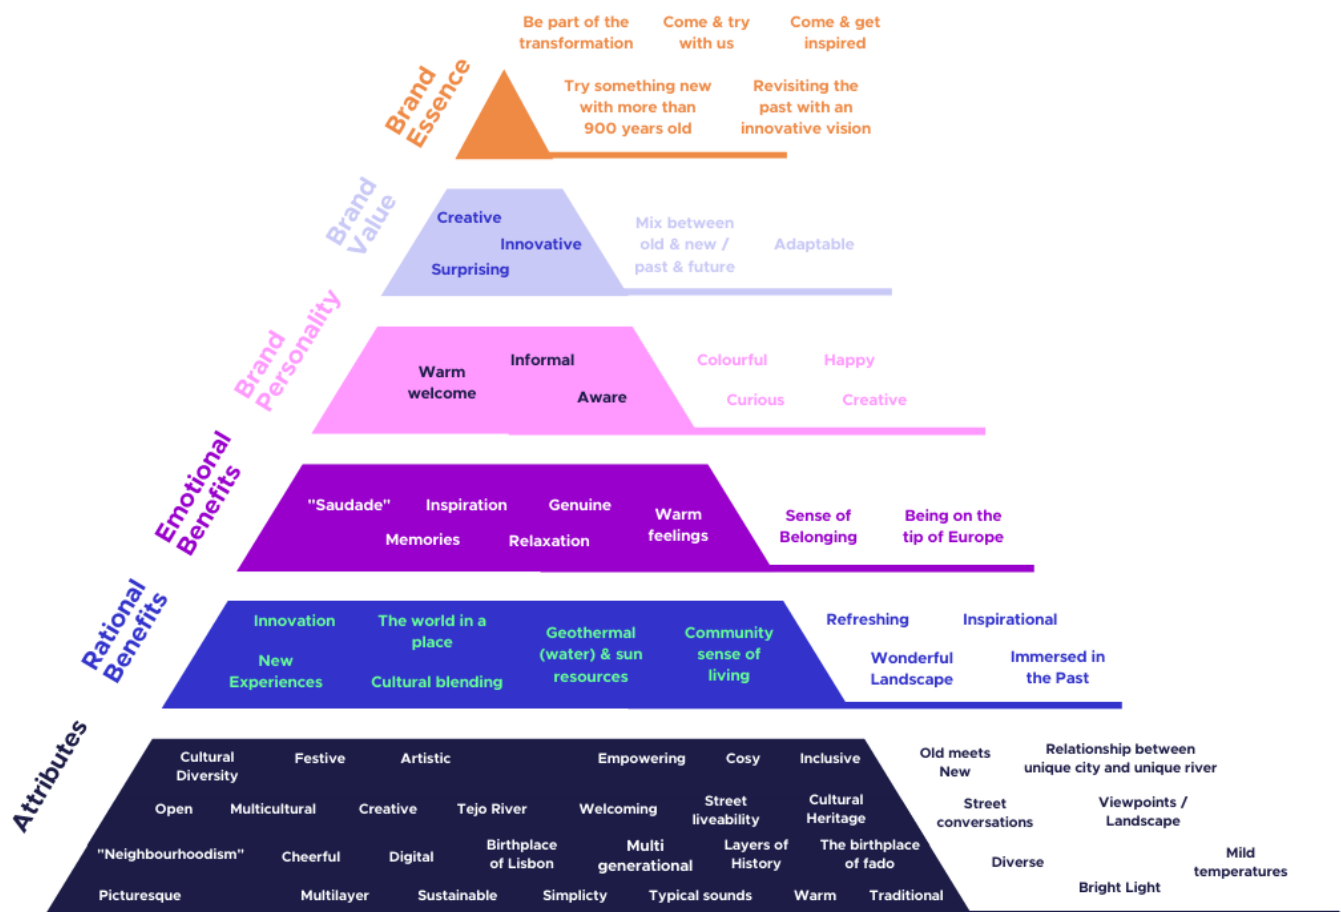 Be part of the
transformation
Come & try
with us
Come & get
inspired
Brand
Essence
Try something new
with more than
900 years old
Revisiting the
past with an
innovative vision
Brand
Value
Creative
Innovative
Surprising
Mix between
old & new /
past & future
Adaptable
Brand
Personality
Warm
welcome
Informal
Aware
Colourful
Happy
Curious
Creative
Emotional
Benefits
"Saudade"
Inspiration
Genuine
Memories
Relaxation
Warm
feelings
Sense of
Belonging
Being on the
tip of Europe
Rational
Benefits
Innovation
The world in a
place
New
Experiences
Cultural blending
Geothermal
(water) & sun
resources
Community
sense of
living
Refreshing
Inspirational
Wonderful
Landscape
Immersed in
the Past
Attributes
Cultural
Diversity
Festive
Artistic
Empowering
Cosy
Inclusive
Old meets
New
Relationship between
unique city and unique river
Open
Multicultural
Creative
Tejo River
Welcoming
Street
liveability
Cultural
Heritage
Street
conversations
Viewpoints /
Landscape
"Neighbourhoodism"
Cheerful
Digital
Birthplace
of Lisbon
Multi
generational
Layers of
History
The birthplace
of fado
Diverse
Mild
temperatures
Picturesque
Multilayer
Sustainable
Simplicty
Typical sounds
Warm
Traditional
Bright Light